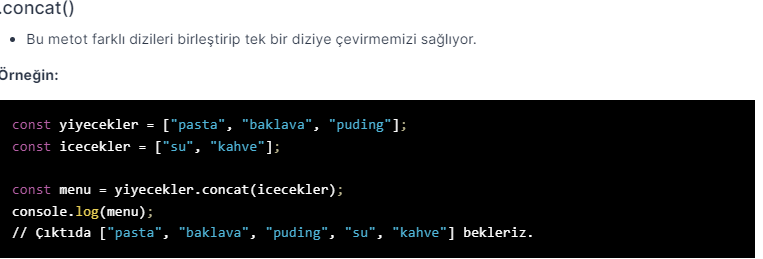 .concat()
Bu metot farklı dizileri birleştirip tek bir diziye çevirmemizi sağlıyor.
Örneğin:
const yiyecekler = ["pasta", "baklava", "puding"];
const icecekler = ["su", "kahve"];
const menu = yiyecekler.concat(icecekler);
console.log(menu);
// Çıktıda ["pasta", "baklava", "puding", "su", "kahve"] bekleriz.